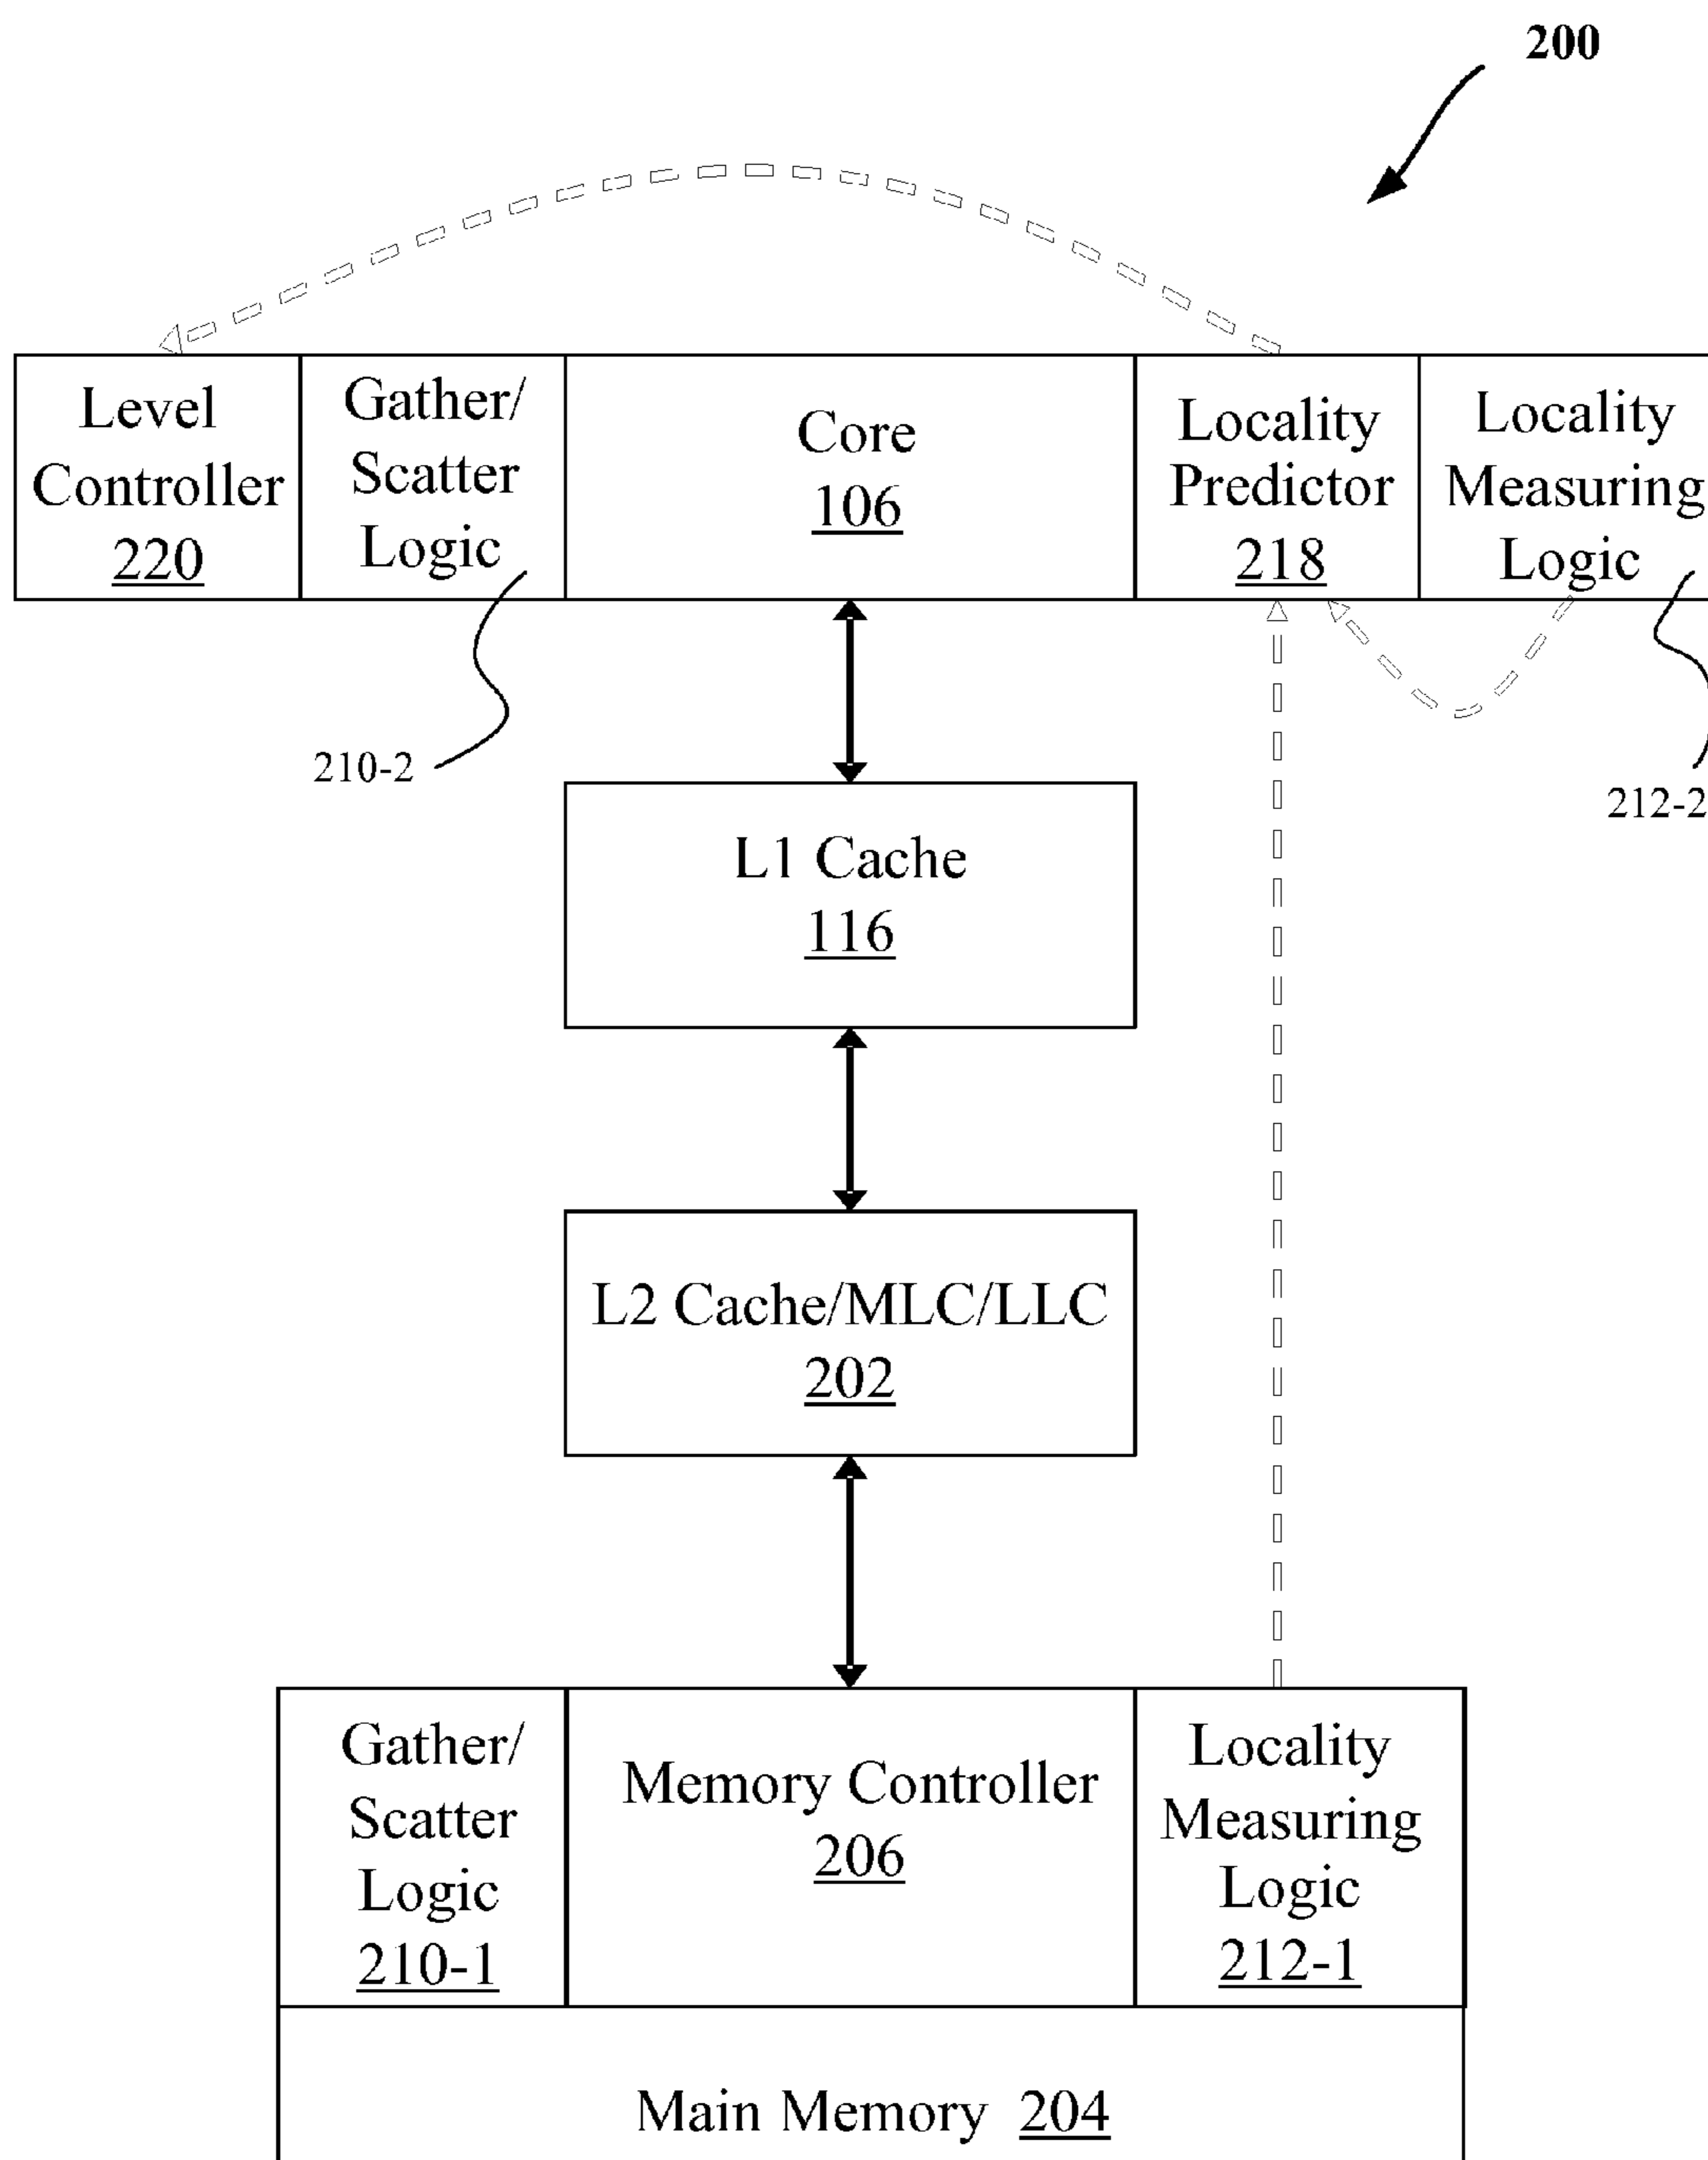 200
Level
Controller
220
Gather/
Scatter
Logic
Core
106
Locality
Predictor
218
Locality
Measuring
Logic
210-2
212-2
L1 Cache
116
L2 Cache/MLC/LLC
202
Gather/
Scatter
Logic
210-1
Memory Controller
206
Locality
Measuring
Logic
212-1
Main Memory 204